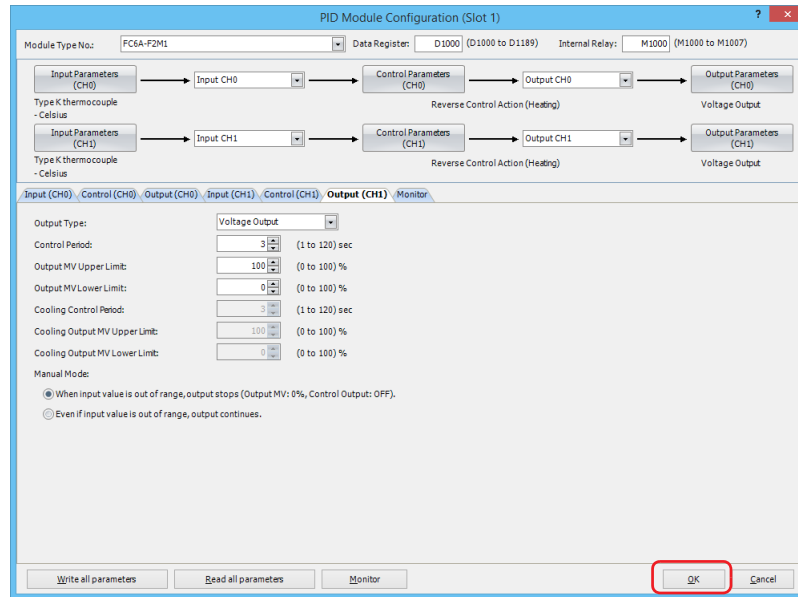 PID Module Configuration (Slot 1)
? ×
Module Type No.: FC6A-F2M1 Data Register: D1000 (D1000 to D1189) Internal Relay: M1000 (M1000 to M1007)
Input Parameters (CH0) Input CH0 Control Parameters (CH0) Output CH0 Output Parameters (CH0)
Type K thermocouple
- Celsius
Reverse Control Action (Heating)
Voltage Output
Input Parameters (CH1) Input CH1 Control Parameters (CH1) Output CH1 Output Parameters (CH1)
Type K thermocouple
- Celsius
Reverse Control Action (Heating)
Voltage Output
Input (CH0) Control (CH0) Output (CH0) Input (CH1) Control (CH1) Output (CH1) Monitor
Output Type: Voltage Output
Control Period: 3 (1 to 120) sec
Output MV Upper Limit: 100 (0 to 100) %
Output MV Lower Limit: 0 (0 to 100) %
Cooling Control Period: 3 (1 to 120) sec
Cooling Output MV Upper Limit: 100 (0 to 100) %
Cooling Output MV Lower Limit: 0 (0 to 100) %
Manual Mode:
When input value is out of range, output stops (Output MV: 0%, Control Output: OFF).
Even if input value is out of range, output continues.
Write all parameters Read all parameters Monitor OK Cancel